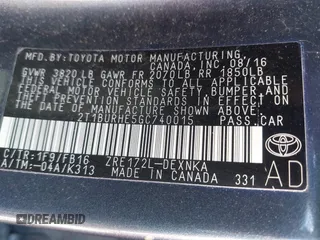 MFD.BY:TOYOTA MOTOR MANUFACTURING
CANADA,INC. 08/16
GVWR 3820 LB GAWR FR 2070LB RR 1850LB
THIS VEHICLE CONFORMS TO ALL APPLICABLE
FEDERAL MOTOR VEHICLE SAFETY, BUMPER, AND
THEFT PREVENTION STANDARDS IN EFFECT ON
THE DATE OF MANUFACTURE SHOWN ABOVE.
2T1BURHE5GC740015 PASS.CAR
C/TR:1F9/FB16 ZRE172L-DEXNKA
A/TM:-04A/K313 MADE IN CANADA 331 AD
DREAMBID